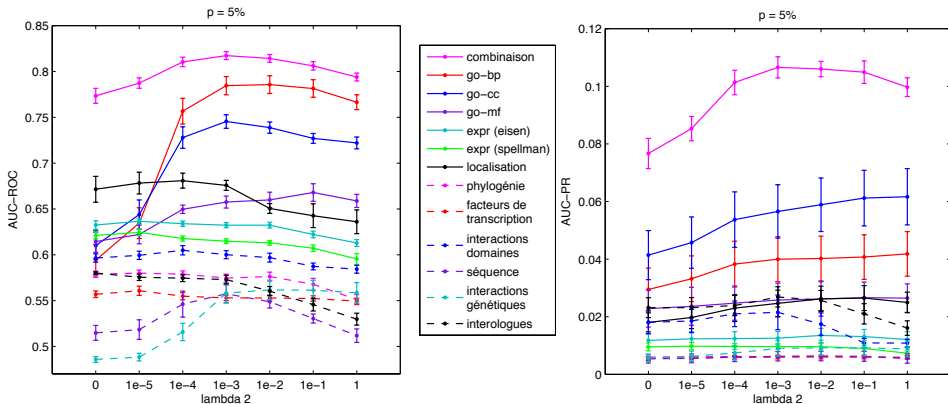 p = 5%
0.85
0.8
0.75
0.7
0.65
0.6
0.55
0.5
AUC−ROC
0 1e−5 1e−4 1e−3 1e−2 1e−1 1
lambda 2
combinaison
go−bp
go−cc
go−mf
expr (eisen)
expr (spellman)
localisation
phylogénie
facteurs de
transcription
interactions
domaines
séquence
interactions
génétiques
interologues
p = 5%
0.12
0.1
0.08
0.06
0.04
0.02
0
AUC−PR
0 1e−5 1e−4 1e−3 1e−2 1e−1 1
lambda 2